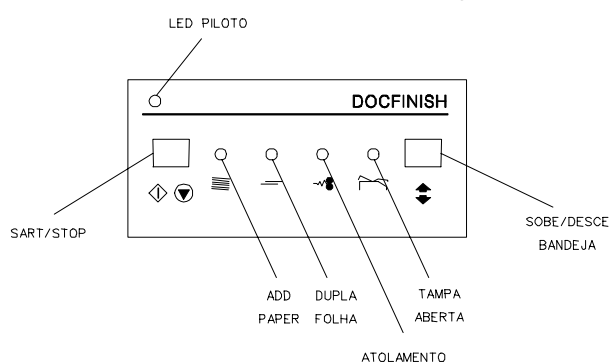 LED PILOTO
DOCFINISH
SART/STOP
SOBE/DESCE
BANDEJA
ADD
PAPER
DUPLA
FOLHA
TAMPA
ABERTA
ATOLAMENTO